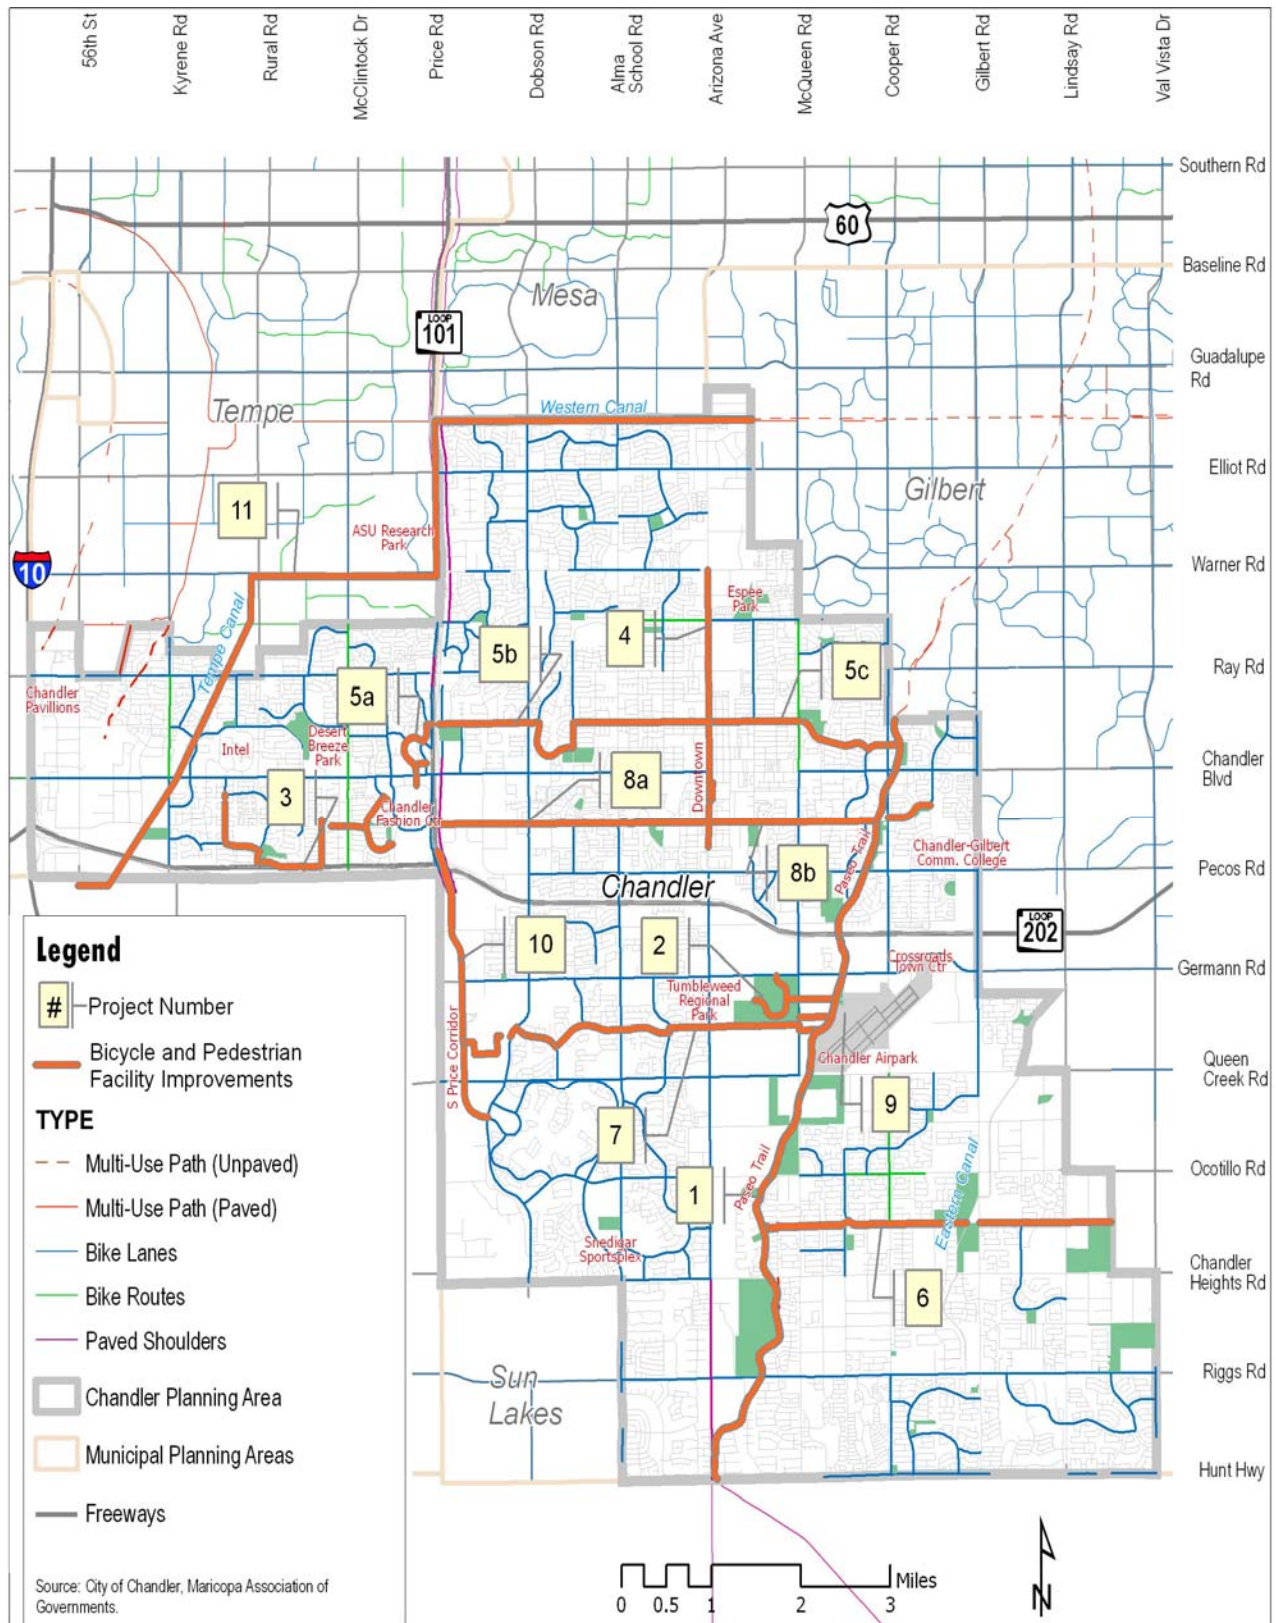 56th St
Kyrene Rd
Rural Rd
McClintock Dr
Price Rd
Dobson Rd
Alma
School Rd
Arizona Ave
McQueen Rd
Cooper Rd
Gilbert Rd
Lindsay Rd
Val Vista Dr
Southern Rd
60
Baseline Rd
Mesa
LOOP
101
Guadalupe
Rd
Tempe
Western Canal
Elliot Rd
Gilbert
11
ASU Research
Park
10
Warner Rd
Tempe Canal
Espee
Park
4
5b
5c
Ray Rd
5a
Chandler
Pavillions
Intel
Desert
Breeze
Park
Downtown
8a
Chandler
Blvd
3
Chandler
Fashion Ctr
Paseo Trail
Chandler-Gilbert
Comm. College
Pecos Rd
8b
Chandler
LOOP
202
10
2
Crossroads
Town Ctr
Germann Rd
Tumbleweed
Regional
Park
S Price Corridor
Chandler Airpark
Queen
Creek Rd
9
7
Ocotillo Rd
1
Paseo Trail
Eastern Canal
Snedigar
Sportsplex
Chandler
Heights Rd
6
Sun
Lakes
Riggs Rd
Hunt Hwy
Legend
# Project Number
Bicycle and Pedestrian
Facility Improvements
TYPE
Multi-Use Path (Unpaved)
Multi-Use Path (Paved)
Bike Lanes
Bike Routes
Paved Shoulders
Chandler Planning Area
Municipal Planning Areas
Freeways
Source: City of Chandler, Maricopa Association of
Governments.
Miles
0 0.5 1 2 3
N